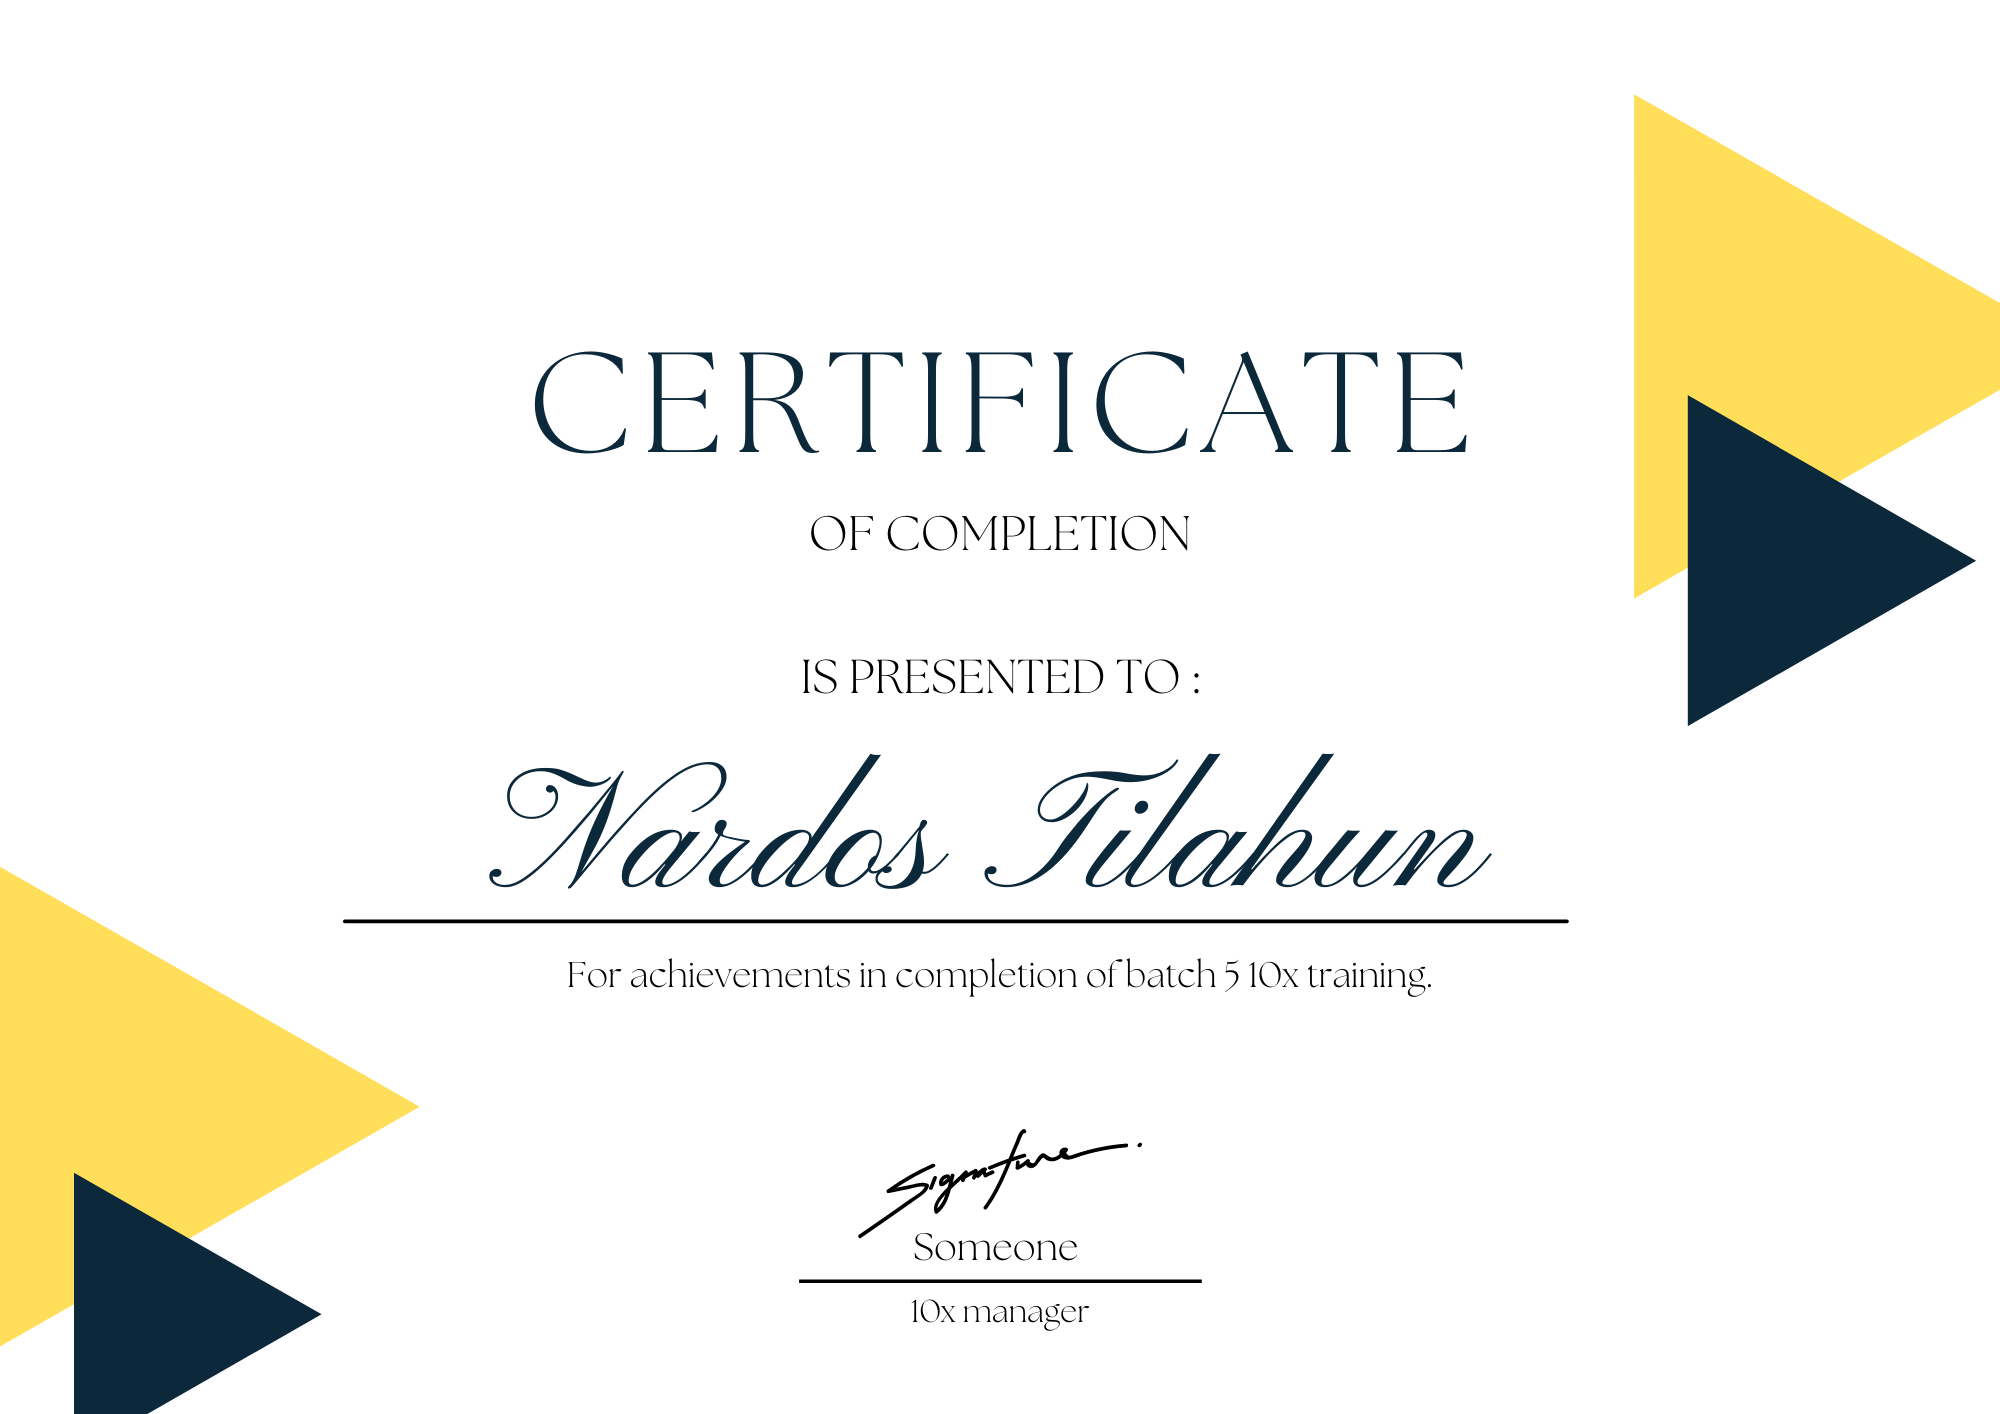 CERTIFICATE
OF COMPLETION
IS PRESENTED TO :
Nardos Tilahun
For achievements in completion of batch 5 10x training.
Signature
Someone
10x manager